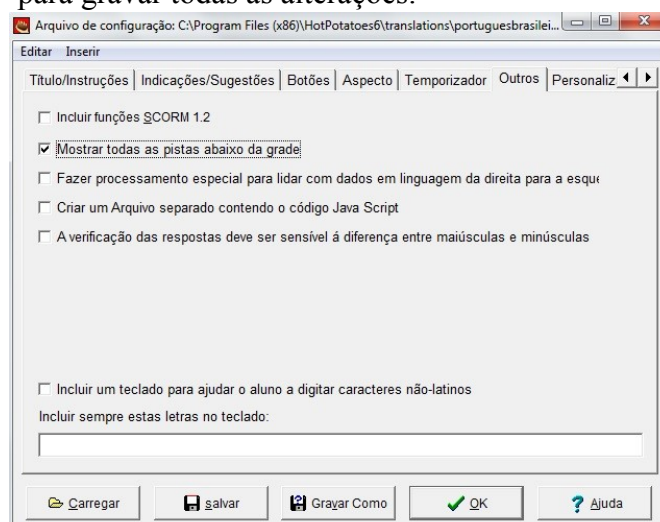 para gravar todas as alterações.
Arquivo de configuração: C:\Program Files (x86)\HotPotatoes6\translations\portuguesbrasilei...
Editar Inserir
Título/Instruções Indicações/Sugestões Botões Aspecto Temporizador Outros Personaliz
Incluir funções SCORM 1.2
Mostrar todas as pistas abaixo da grade
Fazer processamento especial para lidar com dados em linguagem da direita para a esque
Criar um Arquivo separado contendo o código Java Script
A verificação das respostas deve ser sensível á diferença entre maiúsculas e minúsculas
Incluir um teclado para ajudar o aluno a digitar caracteres não-latinos
Incluir sempre estas letras no teclado:
Carregar salvar Gravar Como OK Ajuda